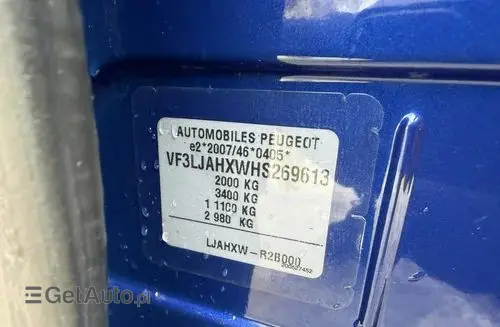 AUTOMOBILES PEUGEOT
e2*2007/46*0405*
VF3LJAHXWHS269613
2000 KG
3400 KG
1 1100 KG
2 980 KG
LJAHXW-R2B000
GetAuto.pl